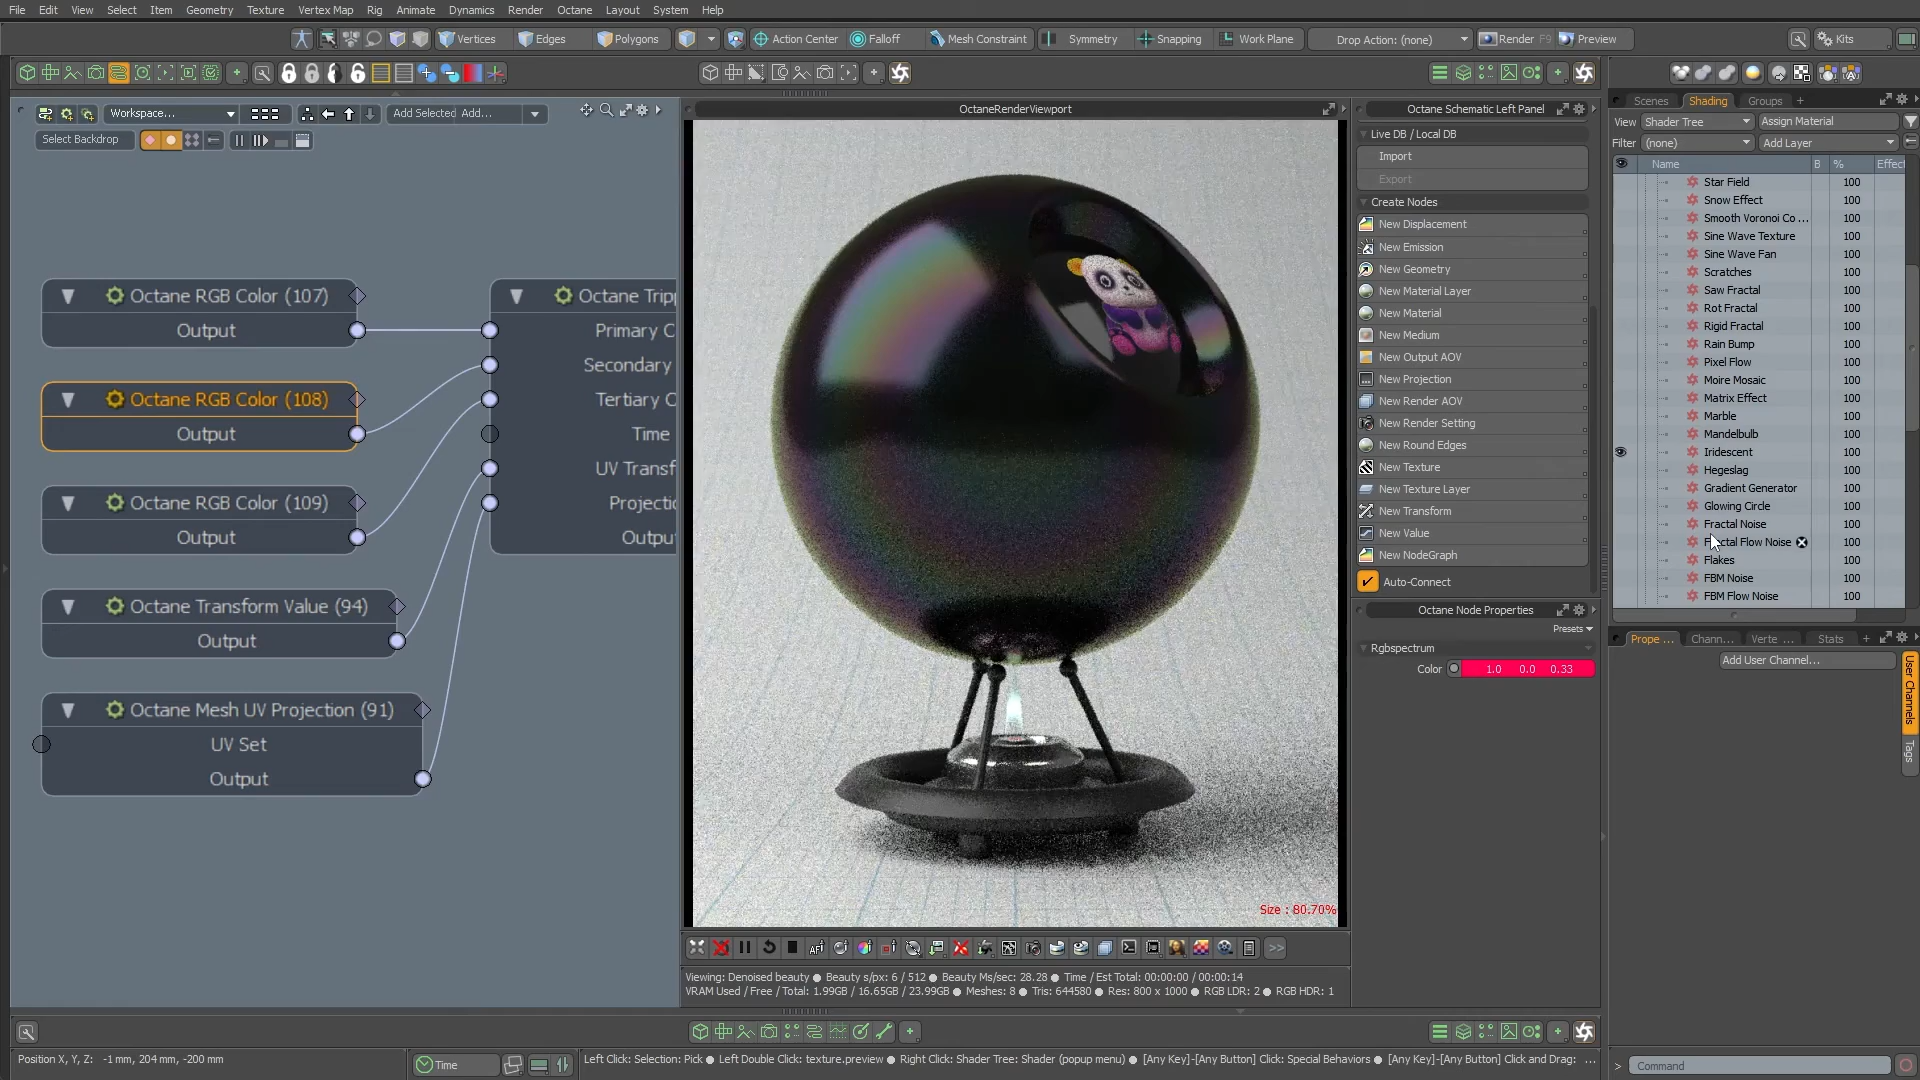 File Edit View Select Item Geometry Texture Vertex Map Rig Animate Dynamics Render Octane Layout System Help
Vertices Edges Polygons Action Center Falloff Mesh Constraint Symmetry Snapping Work Plane Drop Action: (none) Render F9 Preview Kits
Workspace... Add Selected Add...
Select Backdrop
Octane RGB Color (107)
Output
Octane RGB Color (108)
Output
Octane RGB Color (109)
Output
Octane Transform Value (94)
Output
Octane Mesh UV Projection (91)
UV Set
Output
Octane Tripp
Primary C
Secondary
Tertiary C
Time
UV Transf
Projectio
Outpu
OctaneRenderViewport
Size : 80.70%
Viewing: Denoised beauty ● Beauty s/px: 6 / 512 ● Beauty Ms/sec: 28.28 ● Time / Est Total: 00:00:00 / 00:00:14
VRAM Used / Free / Total: 1.99GB / 16.65GB / 23.99GB ● Meshes: 8 ● Tris: 644580 ● Res: 800 x 1000 ● RGB LDR: 2 ● RGB HDR: 1
Octane Schematic Left Panel
Live DB / Local DB
Import
Export
Create Nodes
New Displacement
New Emission
New Geometry
New Material Layer
New Material
New Medium
New Output AOV
New Projection
New Render AOV
New Render Setting
New Round Edges
New Texture
New Texture Layer
New Transform
New Value
New NodeGraph
Auto-Connect
Octane Node Properties
Presets
Rgbspectrum
Color 1.0 0.0 0.33
Scenes Shading Groups +
View Shader Tree Assign Material
Filter (none) Add Layer
Name B % Effect
Star Field 100
Snow Effect 100
Smooth Voronoi Co ... 100
Sine Wave Texture 100
Sine Wave Fan 100
Scratches 100
Saw Fractal 100
Rot Fractal 100
Rigid Fractal 100
Rain Bump 100
Pixel Flow 100
Moire Mosaic 100
Matrix Effect 100
Marble 100
Mandelbulb 100
Iridescent 100
Hegeslag 100
Gradient Generator 100
Glowing Circle 100
Fractal Noise 100
Fractal Flow Noise 100
Flakes 100
FBM Noise 100
FBM Flow Noise 100
Prope ... Chann... Verte ... Stats +
Add User Channel...
User Channels
Tags
Position X, Y, Z: -1 mm, 204 mm, -200 mm
Time
Left Click: Selection: Pick ● Left Double Click: texture.preview ● Right Click: Shader Tree: Shader (popup menu) ● [Any Key]-[Any Button] Click: Special Behaviors ● [Any Key]-[Any Button] Click and Drag: ...
> Command